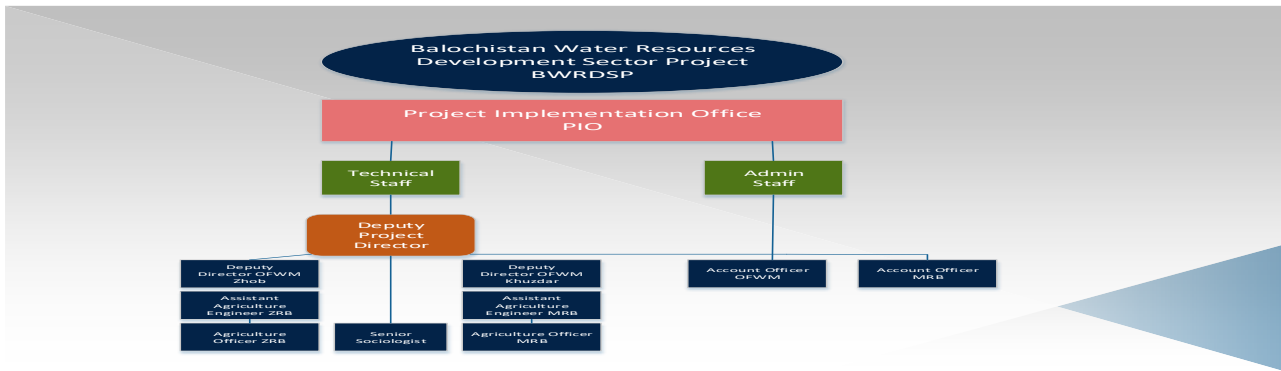 Balochistan Water Resources
Development Sector Project
BWRDSP
Project Implementation Office
PIO
Technical
Staff
Admin
Staff
Deputy
Project
Director
Deputy
Director OFWM
Zhob
Deputy
Director OFWM
Khuzdar
Account Officer
OFWM
Account Officer
MRB
Assistant
Agriculture
Engineer ZRB
Assistant
Agriculture
Engineer MRB
Agriculture
Officer ZRB
Senior
Sociologist
Agriculture Officer
MRB